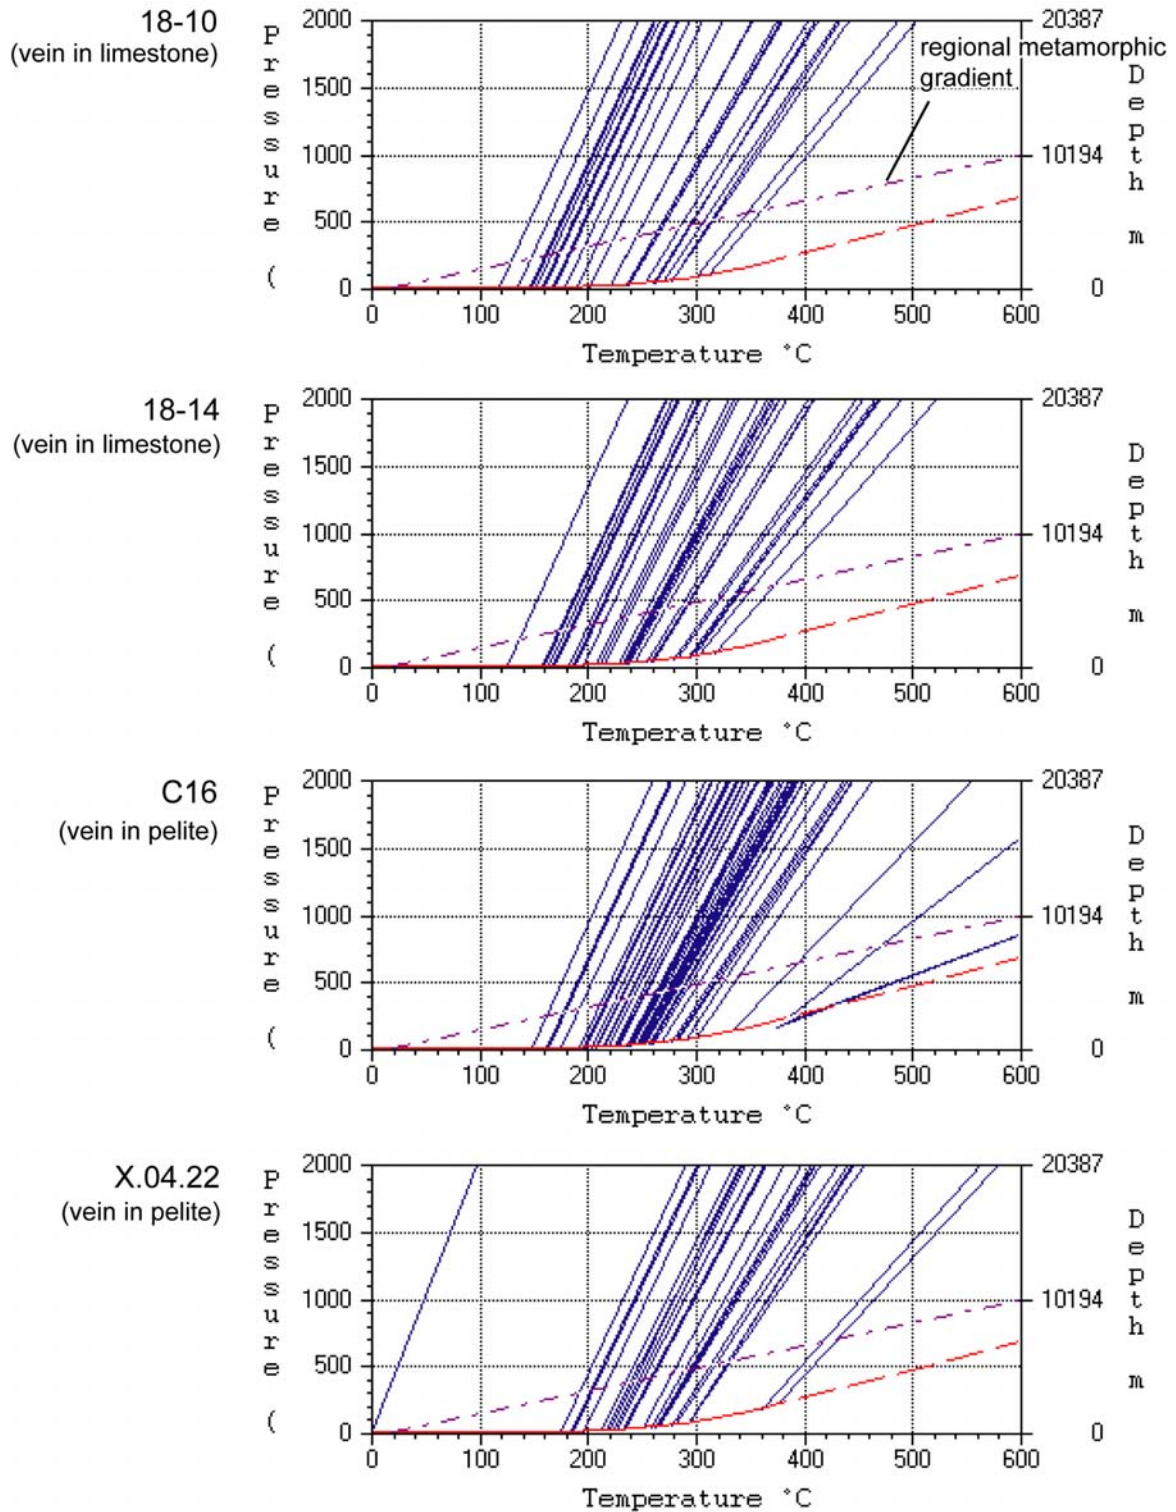 18-10
(vein in limestone)
Pressure (
2000
1500
1000
500
0
20387
10194
0
regional metamorphic
gradient
Depth m
0 100 200 300 400 500 600
Temperature °C
18-14
(vein in limestone)
Pressure (
2000
1500
1000
500
0
20387
10194
0
Depth m
0 100 200 300 400 500 600
Temperature °C
C16
(vein in pelite)
Pressure (
2000
1500
1000
500
0
20387
10194
0
Depth m
0 100 200 300 400 500 600
Temperature °C
X.04.22
(vein in pelite)
Pressure (
2000
1500
1000
500
0
20387
10194
0
Depth m
0 100 200 300 400 500 600
Temperature °C